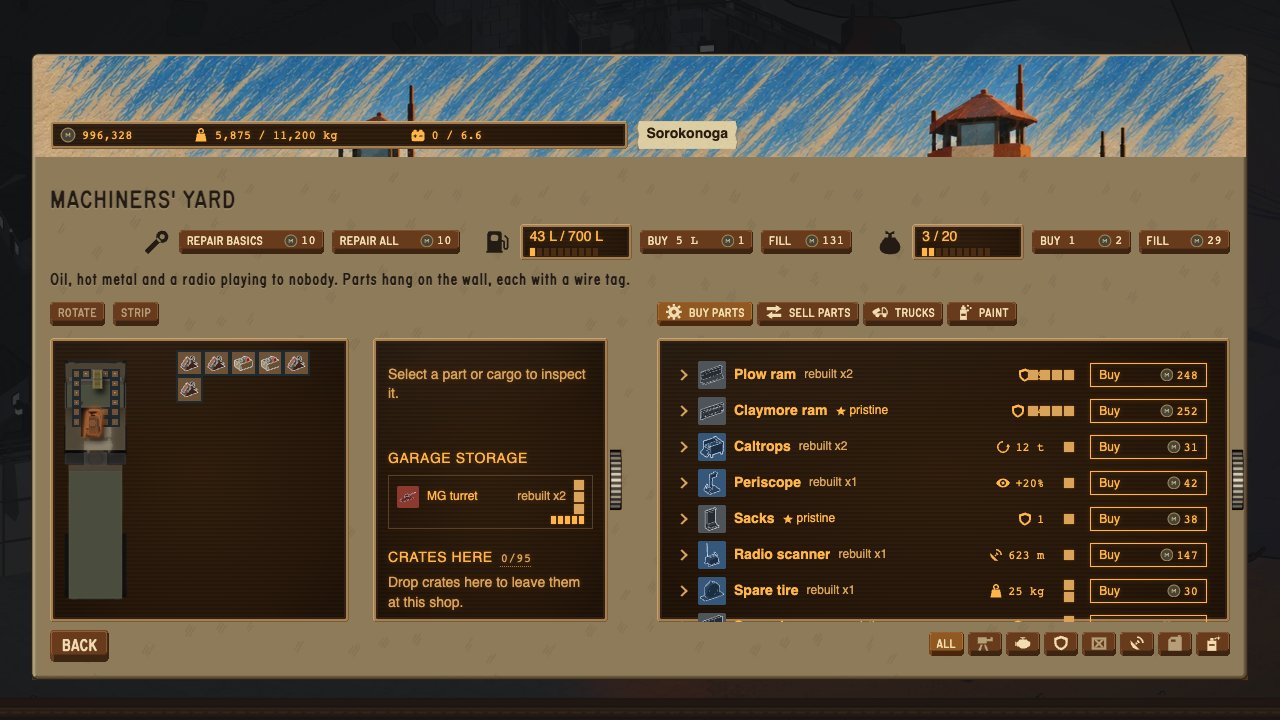 996,328
5,875 / 11,200 kg
0 / 6.6
Sorokonoga
MACHINERS' YARD
REPAIR BASICS 10
REPAIR ALL 10
43 L / 700 L
BUY 5 L 1
FILL 131
3 / 20
BUY 1 2
FILL 29
Oil, hot metal and a radio playing to nobody. Parts hang on the wall, each with a wire tag.
ROTATE
STRIP
BUY PARTS
SELL PARTS
TRUCKS
PAINT
Select a part or cargo to inspect
it.
GARAGE STORAGE
MG turret rebuilt x2
CRATES HERE 0/95
Drop crates here to leave them
at this shop.
Plow ram rebuilt x2 Buy 248
Claymore ram pristine Buy 252
Caltrops rebuilt x2 12 t Buy 31
Periscope rebuilt x1 +20% Buy 42
Sacks pristine 1 Buy 38
Radio scanner rebuilt x1 623 m Buy 147
Spare tire rebuilt x1 25 kg Buy 30
BACK
ALL